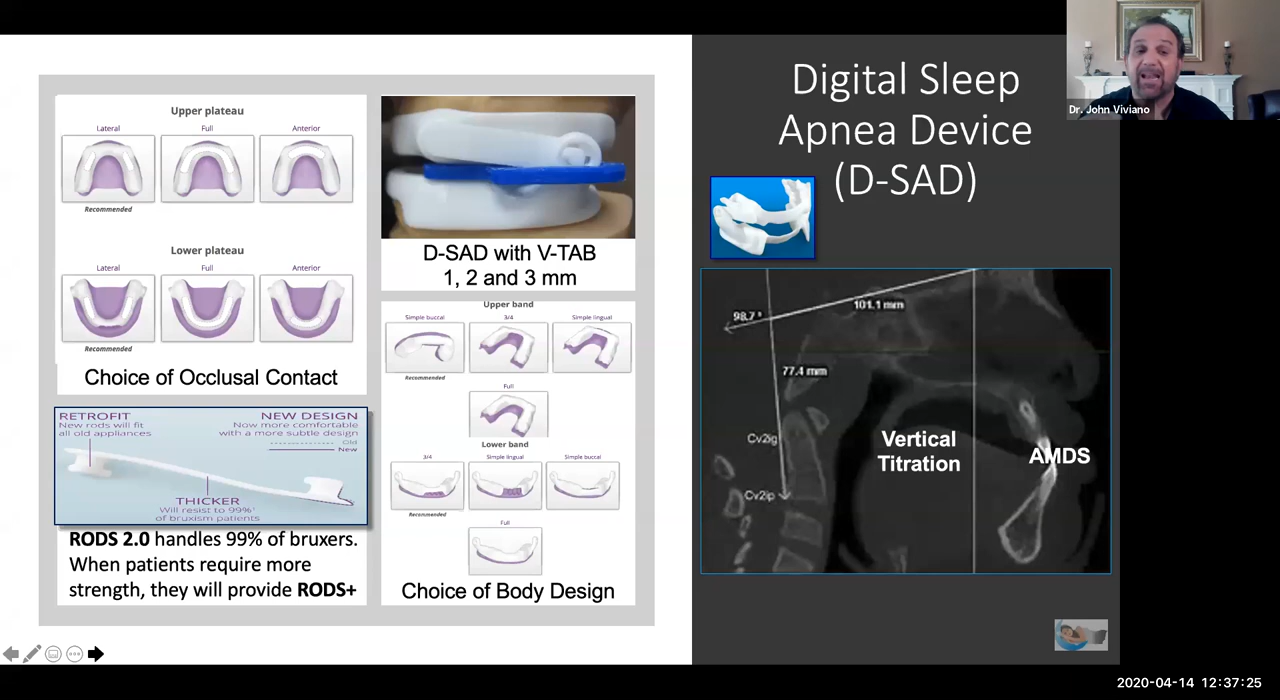 Upper plateau
Lateral Full Anterior
Recommended
Lower plateau
Lateral Full Anterior
Recommended
Choice of Occlusal Contact
RETROFIT
New rods will fit
all old appliances
NEW DESIGN
Now more comfortable
with a more subtle design
Old
New
THICKER
Will resist to 99%¹
of bruxism patients
RODS 2.0 handles 99% of bruxers.
When patients require more
strength, they will provide RODS+
D-SAD with V-TAB
1, 2 and 3 mm
Upper band
Simple buccal 3/4 Simple lingual
Recommended
Full
Lower band
3/4 Simple lingual Simple buccal
Recommended
Full
Choice of Body Design
Digital Sleep
Apnea Device
(D-SAD)
101.1 mm
98.7 °
77.4 mm
Cv2ig
Cv2ip
Vertical
Titration
AMDS
Dr. John Viviano
2020-04-14 12:37:25